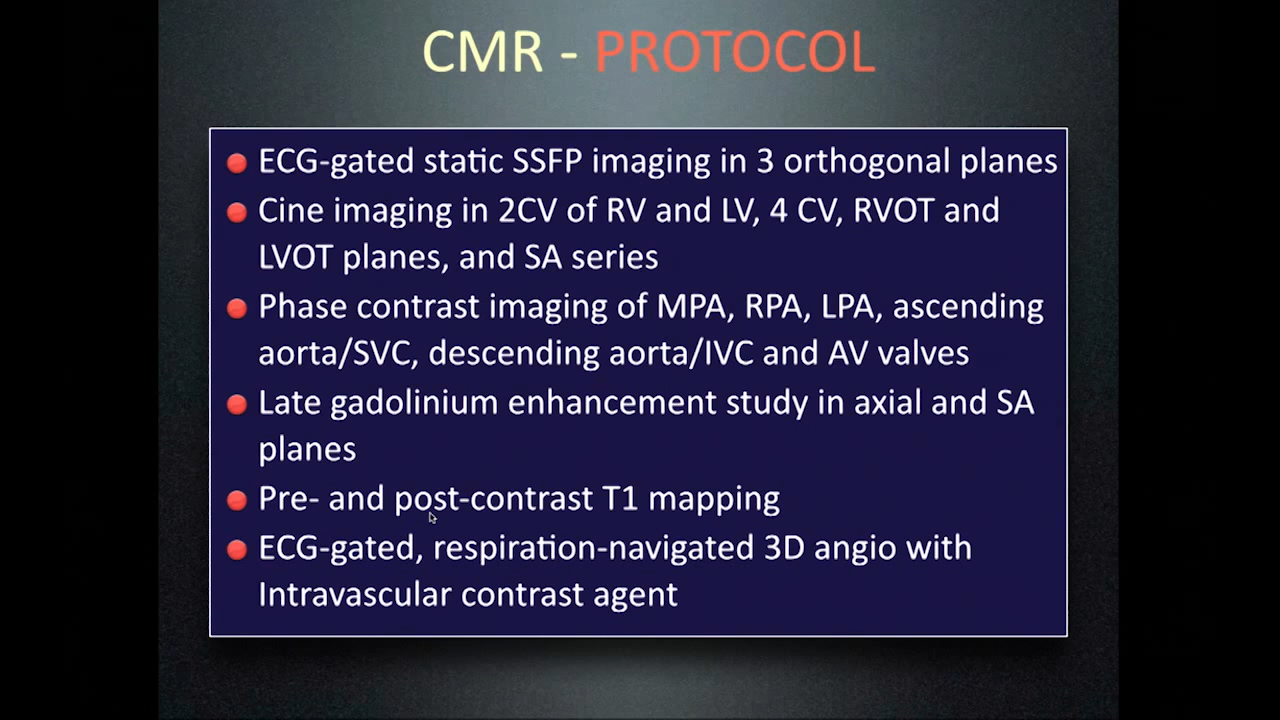 CMR - PROTOCOL
ECG-gated static SSFP imaging in 3 orthogonal planes
Cine imaging in 2CV of RV and LV, 4 CV, RVOT and
LVOT planes, and SA series
Phase contrast imaging of MPA, RPA, LPA, ascending
aorta/SVC, descending aorta/IVC and AV valves
Late gadolinium enhancement study in axial and SA
planes
Pre- and post-contrast T1 mapping
ECG-gated, respiration-navigated 3D angio with
Intravascular contrast agent